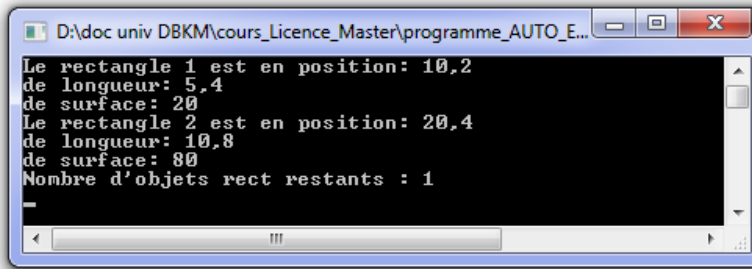 D:\doc univ DBKM\cours_Licence_Master\programme_AUTO_E...
Le rectangle 1 est en position: 10,2
de longueur: 5,4
de surface: 20
Le rectangle 2 est en position: 20,4
de longueur: 10,8
de surface: 80
Nombre d'objets rect restants : 1